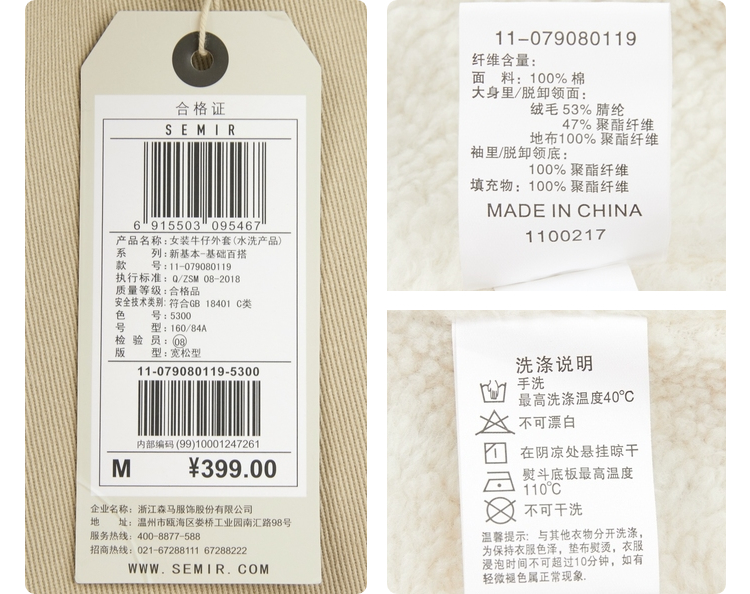 合格证
SEMIR
6 915503 095467
产品名称:女装牛仔外套(水洗产品)
系 列:新基本-基础百搭
款 号:11-079080119
执行标准:Q/ZSM 08-2018
质量等级:合格品
安全技术类别:符合GB 18401 C类
色 号:5300
号 型:160/84A
检 验 员:08
版 型:宽松型
11-079080119-5300
内部编码 (99)10001247261
M ¥399.00
企业名称:浙江森马服饰股份有限公司
地 址:温州市瓯海区娄桥工业园南汇路98号
服务热线:400-8877-588
招商热线:021-67288111 67288222
WWW.SEMIR.COM
11-079080119
纤维含量:
面 料:100% 棉
大身里/脱卸领面:
绒毛 53% 腈纶
47% 聚酯纤维
地布100% 聚酯纤维
袖里/脱卸领底:
100% 聚酯纤维
填充物:100% 聚酯纤维
MADE IN CHINA
1100217
洗涤说明
手洗
最高洗涤温度40℃
不可漂白
在阴凉处悬挂晾干
熨斗底板最高温度
110℃
不可干洗
温馨提示:与其他衣物分开洗涤,
为保持衣服色泽,垫布熨烫,衣服
浸泡时间不可超过10分钟,如有
轻微褪色属正常现象.